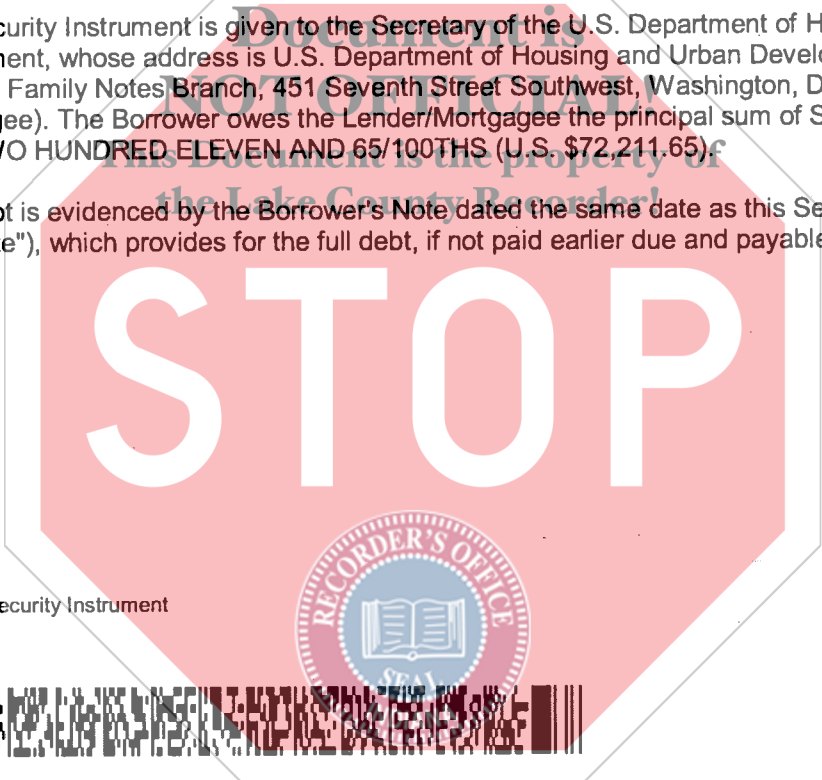 curity Instrument is given to the Secretary of the U.S. Department of H
Document is
ent, whose address is U.S. Department of Housing and Urban Develo
Family Notes Branch, 451 Seventh Street Southwest, Washington, D
NOT OFFICIAL!
gee). The Borrower owes the Lender/Mortgagee the principal sum of S
/O HUNDRED ELEVEN AND 65/100THS (U.S. $72,211.65).
This Document is the property of
the Lake County Recorder!
t is evidenced by the Borrower's Note dated the same date as this Se
e"), which provides for the full debt, if not paid earlier due and payable
STOP
RECORDER'S OFFICE
ecurity Instrument
SEAL
INDIANA